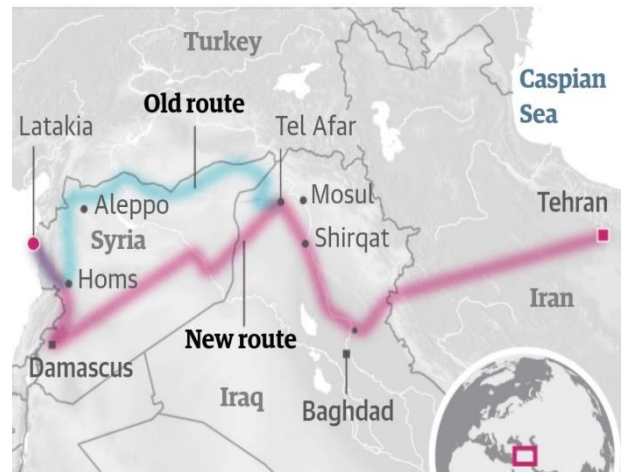 Turkey
Caspian
Sea
Old route
Latakia
Tel Afar
Aleppo
Mosul
Tehran
Syria
Shirqat
Homs
Iran
New route
Damascus
Iraq
Baghdad